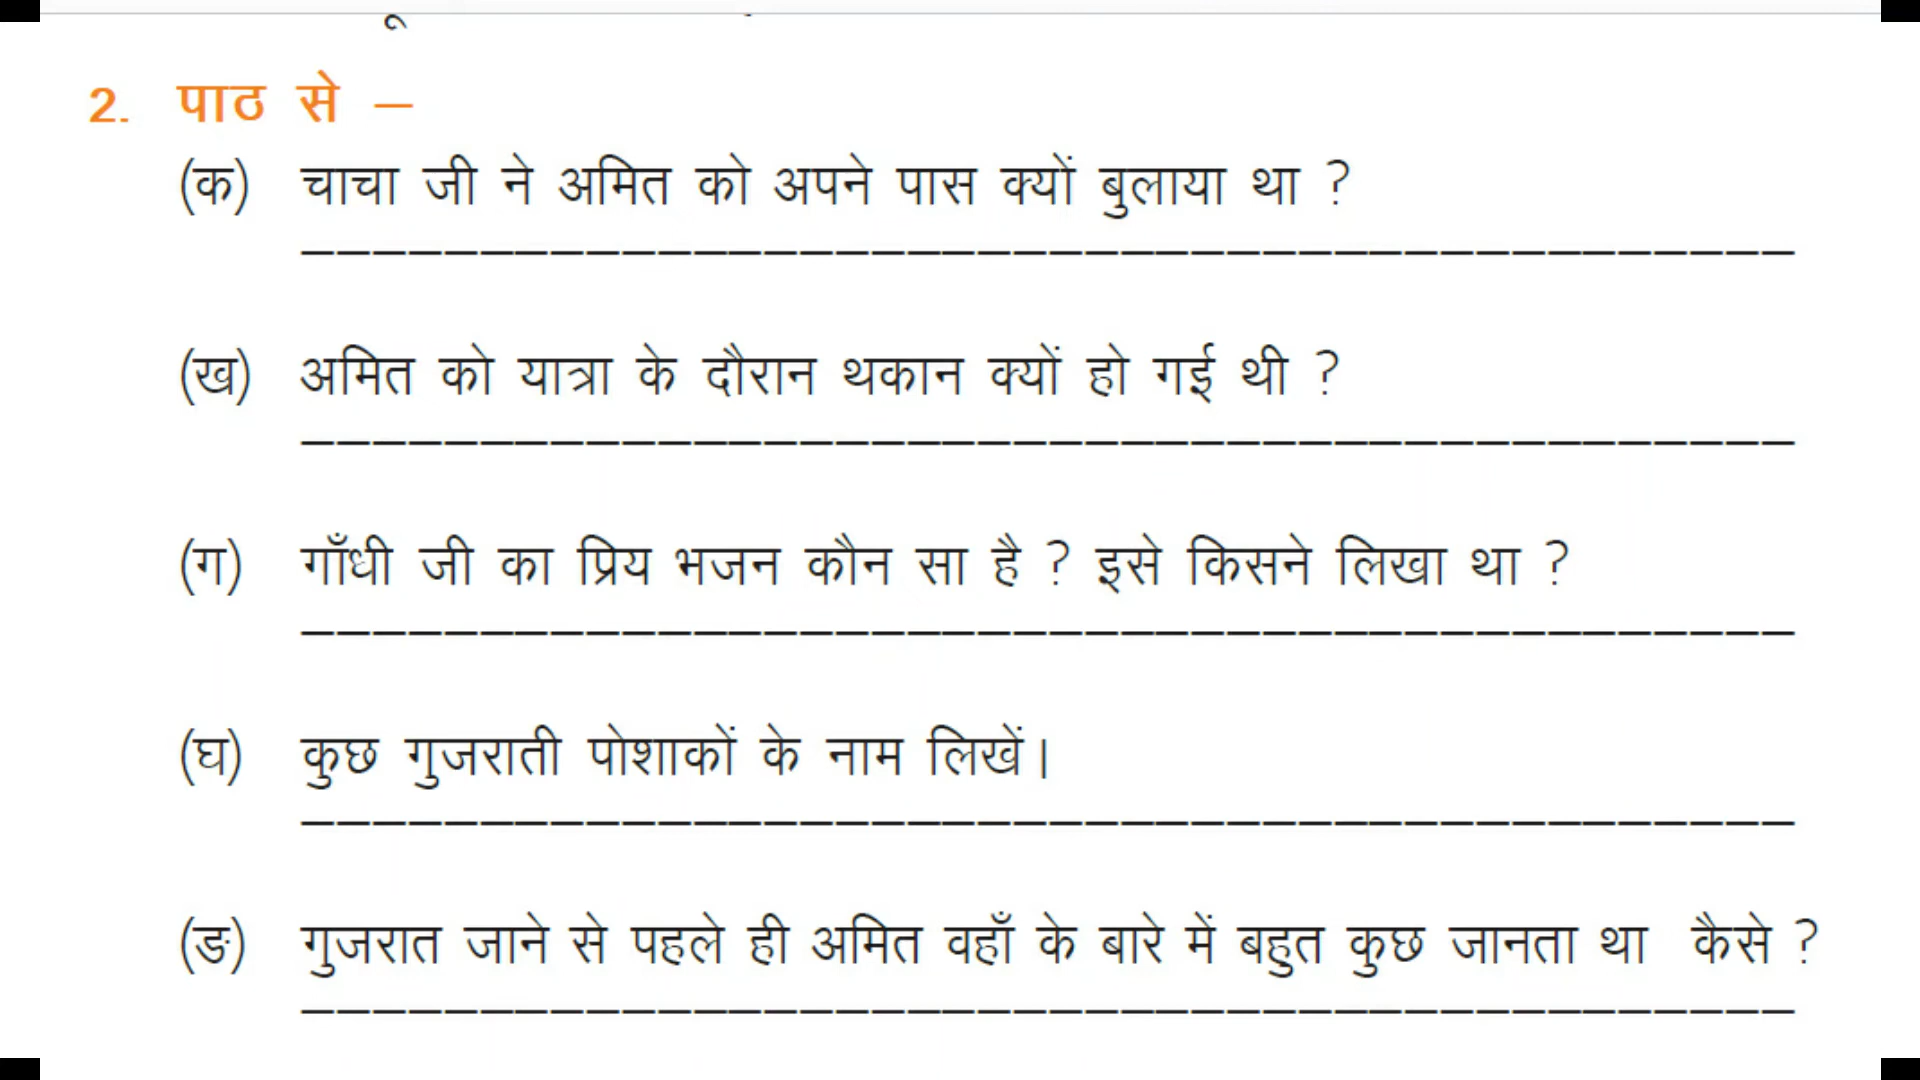 2. पाठ से –
(क) चाचा जी ने अमित को अपने पास क्यों बुलाया था ?
(ख) अमित को यात्रा के दौरान थकान क्यों हो गई थी ?
(ग) गाँधी जी का प्रिय भजन कौन सा है ? इसे किसने लिखा था ?
(घ) कुछ गुजराती पोशाकों के नाम लिखें।
(ङ) गुजरात जाने से पहले ही अमित वहाँ के बारे में बहुत कुछ जानता था कैसे ?